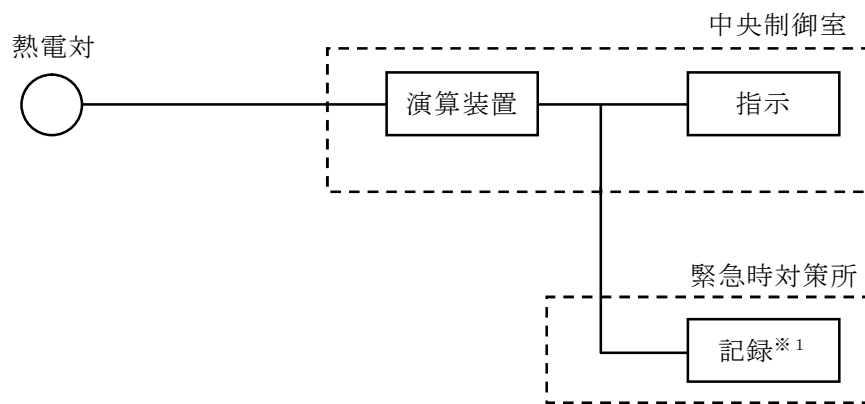 中央制御室
熱電対
演算装置
指示
緊急時対策所
記録※1